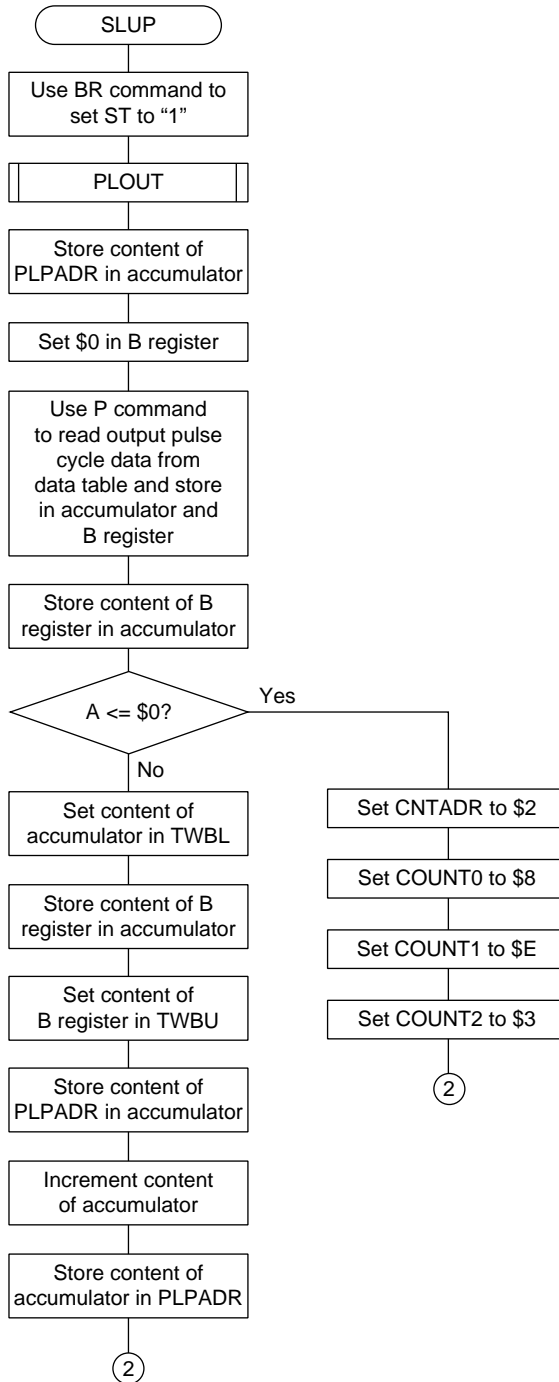 SLUP
Use BR command to
set ST to “1”
PLOUT
Store content of
PLPADR in accumulator
Set $0 in B register
Use P command
to read output pulse
cycle data from
data table and store
in accumulator and
B register
Store content of B
register in accumulator
A <= $0?
Yes
No
Set content of
accumulator in TWBL
Store content of B
register in accumulator
Set content of
B register in TWBU
Store content of
PLPADR in accumulator
Increment content
of accumulator
Store content of
accumulator in PLPADR
2
Set CNTADR to $2
Set COUNT0 to $8
Set COUNT1 to $E
Set COUNT2 to $3
2